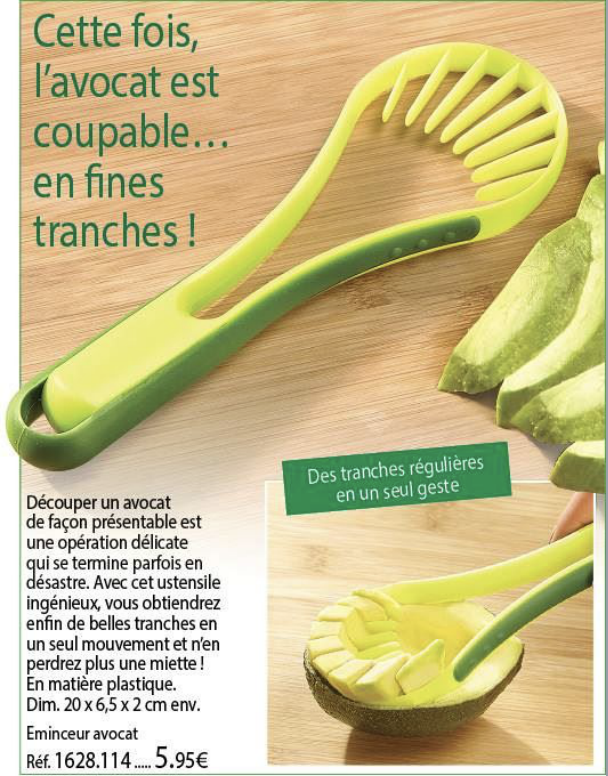 Cette fois,
l'avocat est
coupable...
en fines
tranches !
Des tranches régulières
en un seul geste
Découper un avocat
de façon présentable est
une opération délicate
qui se termine parfois en
désastre. Avec cet ustensile
ingénieux, vous obtiendrez
enfin de belles tranches en
un seul mouvement et n'en
perdrez plus une miette !
En matière plastique.
Dim. 20 x 6,5 x 2 cm env.
Eminceur avocat
Réf. 1628.114..... 5.95€